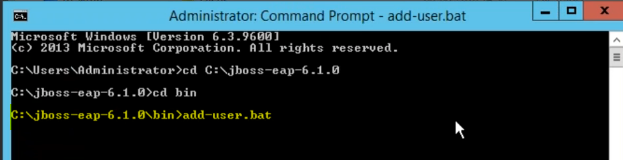 Administrator: Command Prompt - add-user.bat
Microsoft Windows [Version 6.3.9600]
(c) 2013 Microsoft Corporation. All rights reserved.
C:\Users\Administrator>cd C:\jboss-eap-6.1.0
C:\jboss-eap-6.1.0>cd bin
C:\jboss-eap-6.1.0\bin>add-user.bat